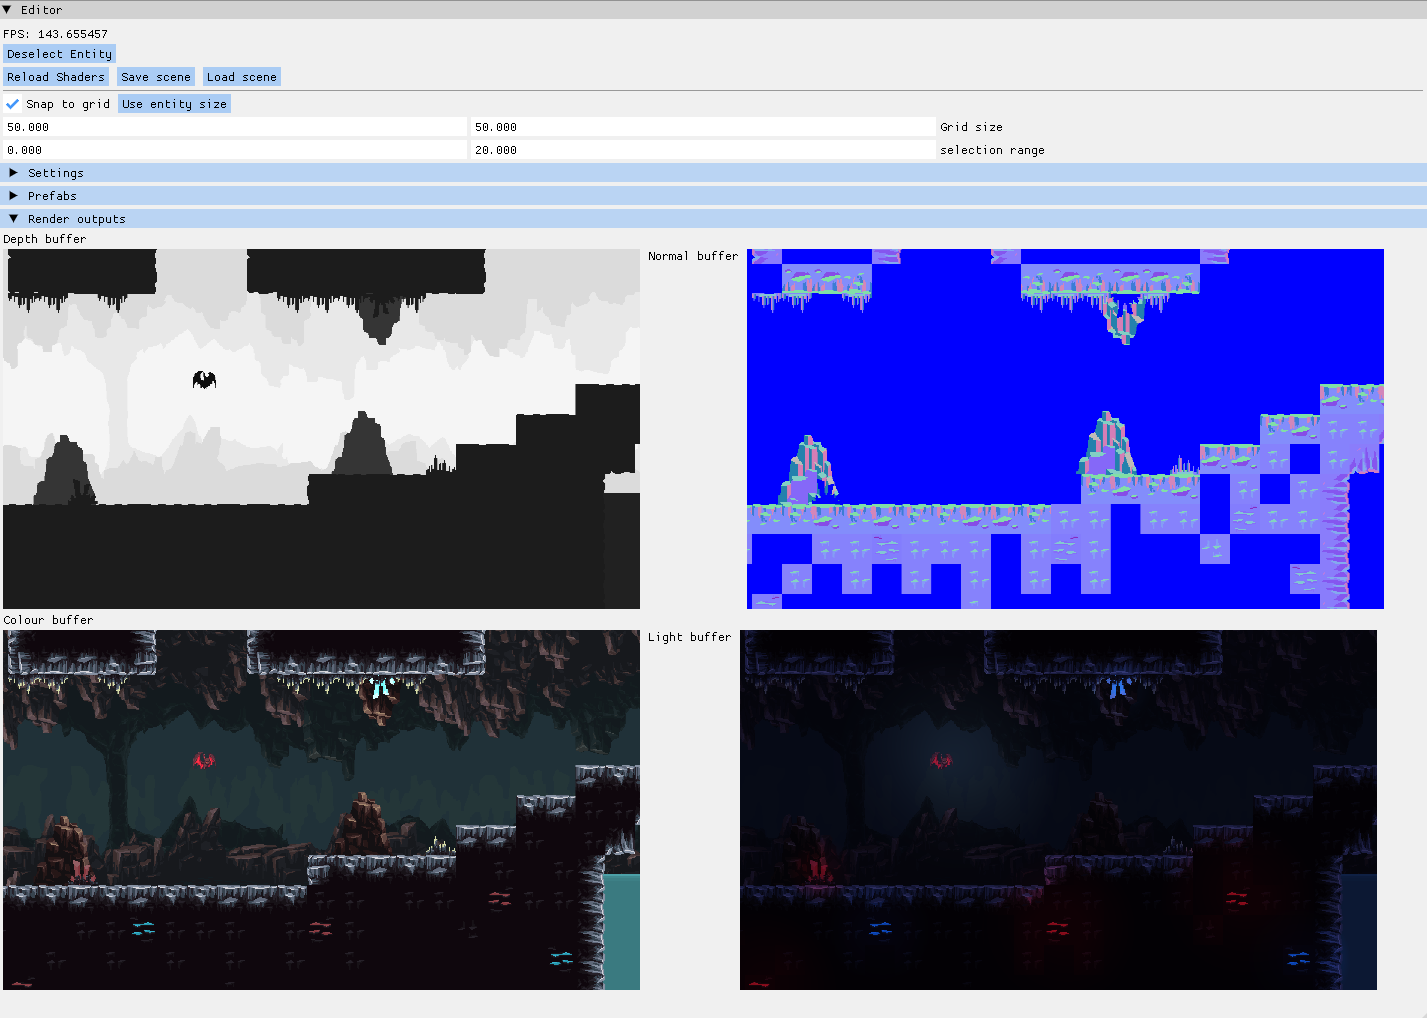 Editor
FPS: 143.655457
Deselect Entity
Reload Shaders Save scene Load scene
Snap to grid Use entity size
50.000 50.000 Grid size
0.000 20.000 selection range
Settings
Prefabs
Render outputs
Depth buffer
Normal buffer
Colour buffer
Light buffer